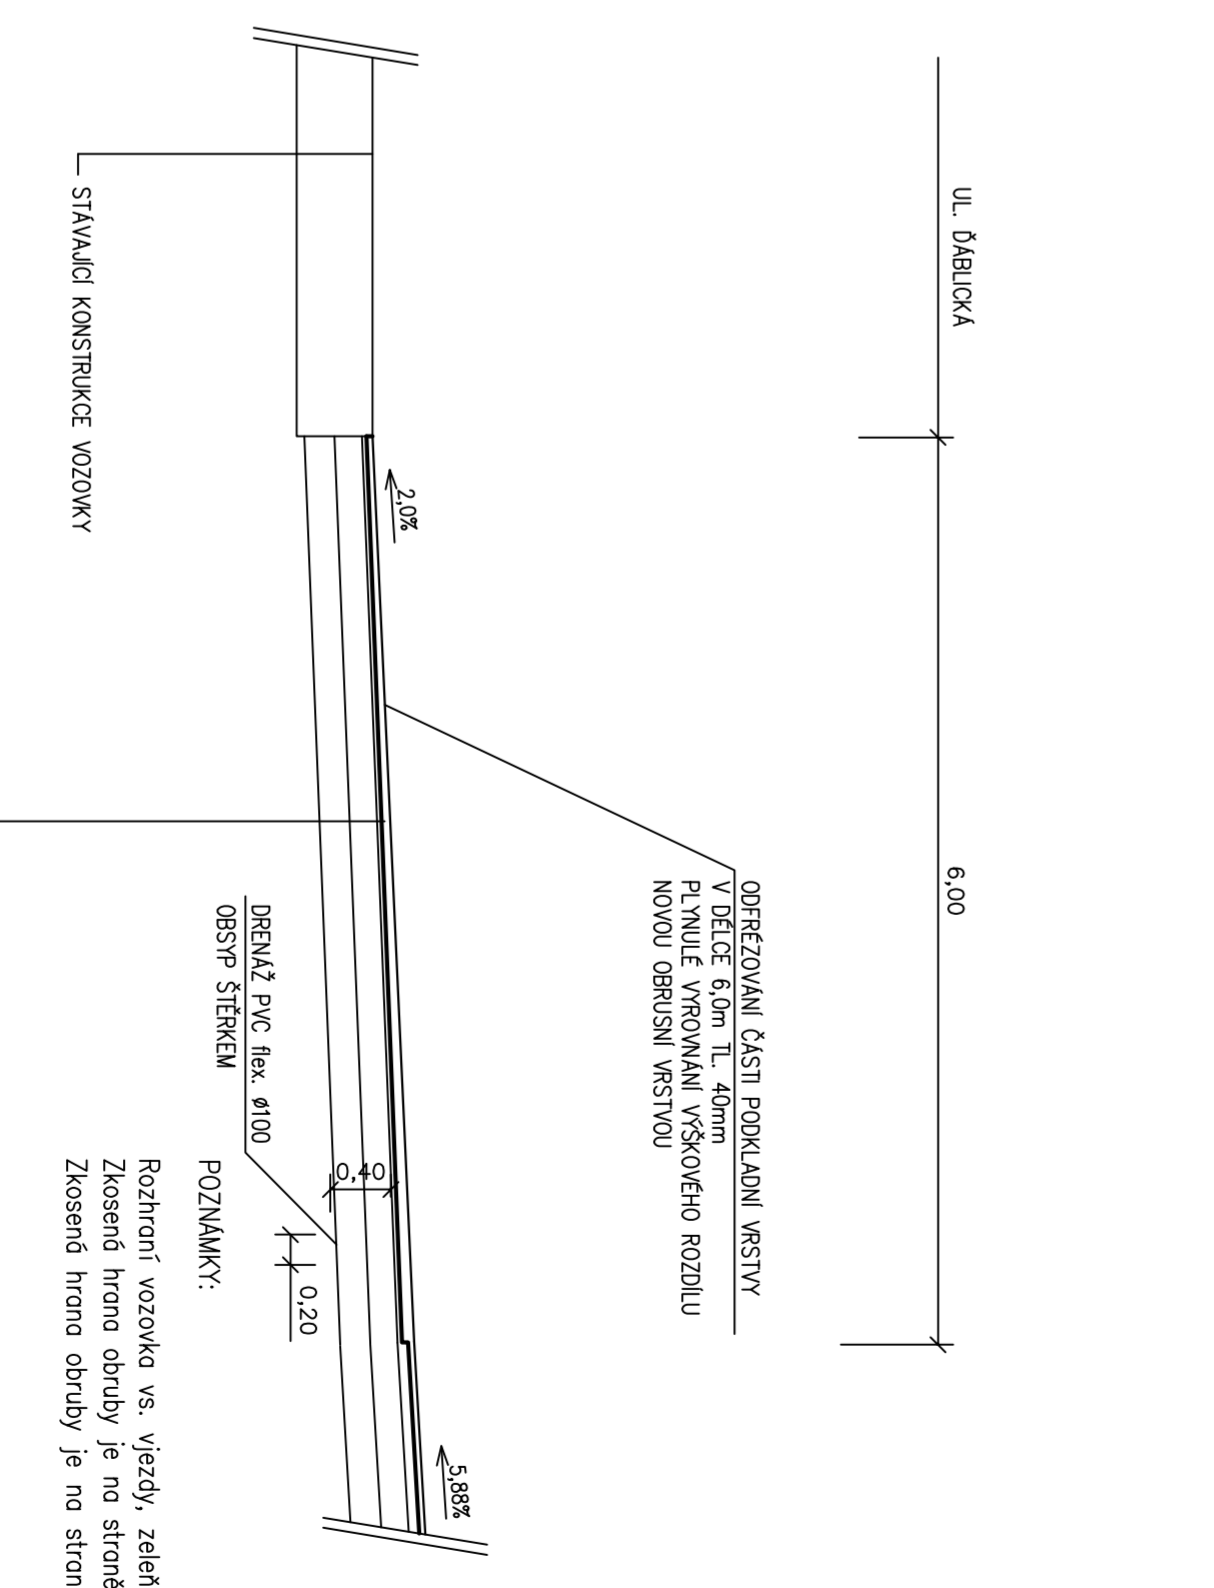 UL. ĎÁBLICKÁ
6,00
ODFRÉZOVÁNÍ ČÁSTI PODKLADNÍ VRSTVY
V DÉLCE 6,0m TL. 40mm
PLYNULÉ VYROVNÁNÍ VÝŠKOVÉHO ROZDÍLU
NOVOU OBRUSNÍ VRSTVOU
2,0%
5,88%
0,40
0,20
DRENÁŽ PVC flex. ø100
OBSYP ŠTĚRKEM
STÁVAJÍCÍ KONSTRUKCE VOZOVKY
POZNÁMKY:
Rozhraní vozovka vs. vjezdy, zeleň
Zkosená hrana obruby je na straně
Zkosená hrana obruby je na stran